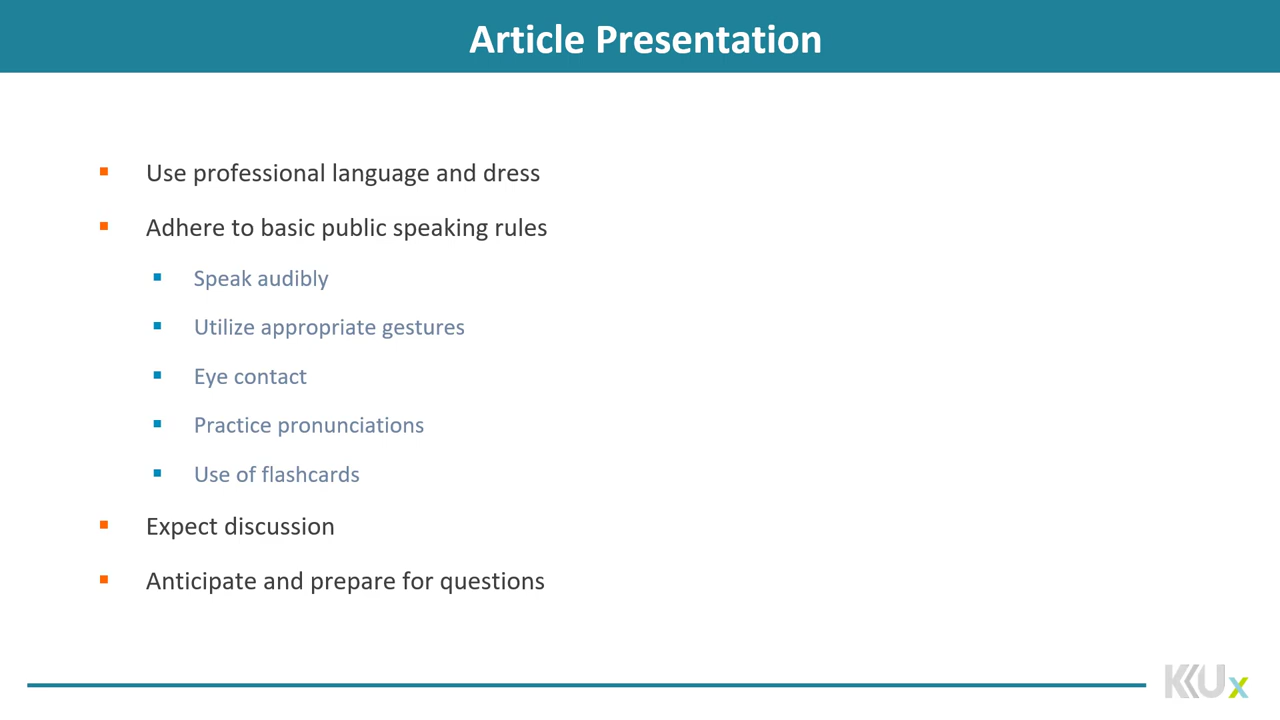 Article Presentation
Use professional language and dress
Adhere to basic public speaking rules
Speak audibly
Utilize appropriate gestures
Eye contact
Practice pronunciations
Use of flashcards
Expect discussion
Anticipate and prepare for questions
KKUx